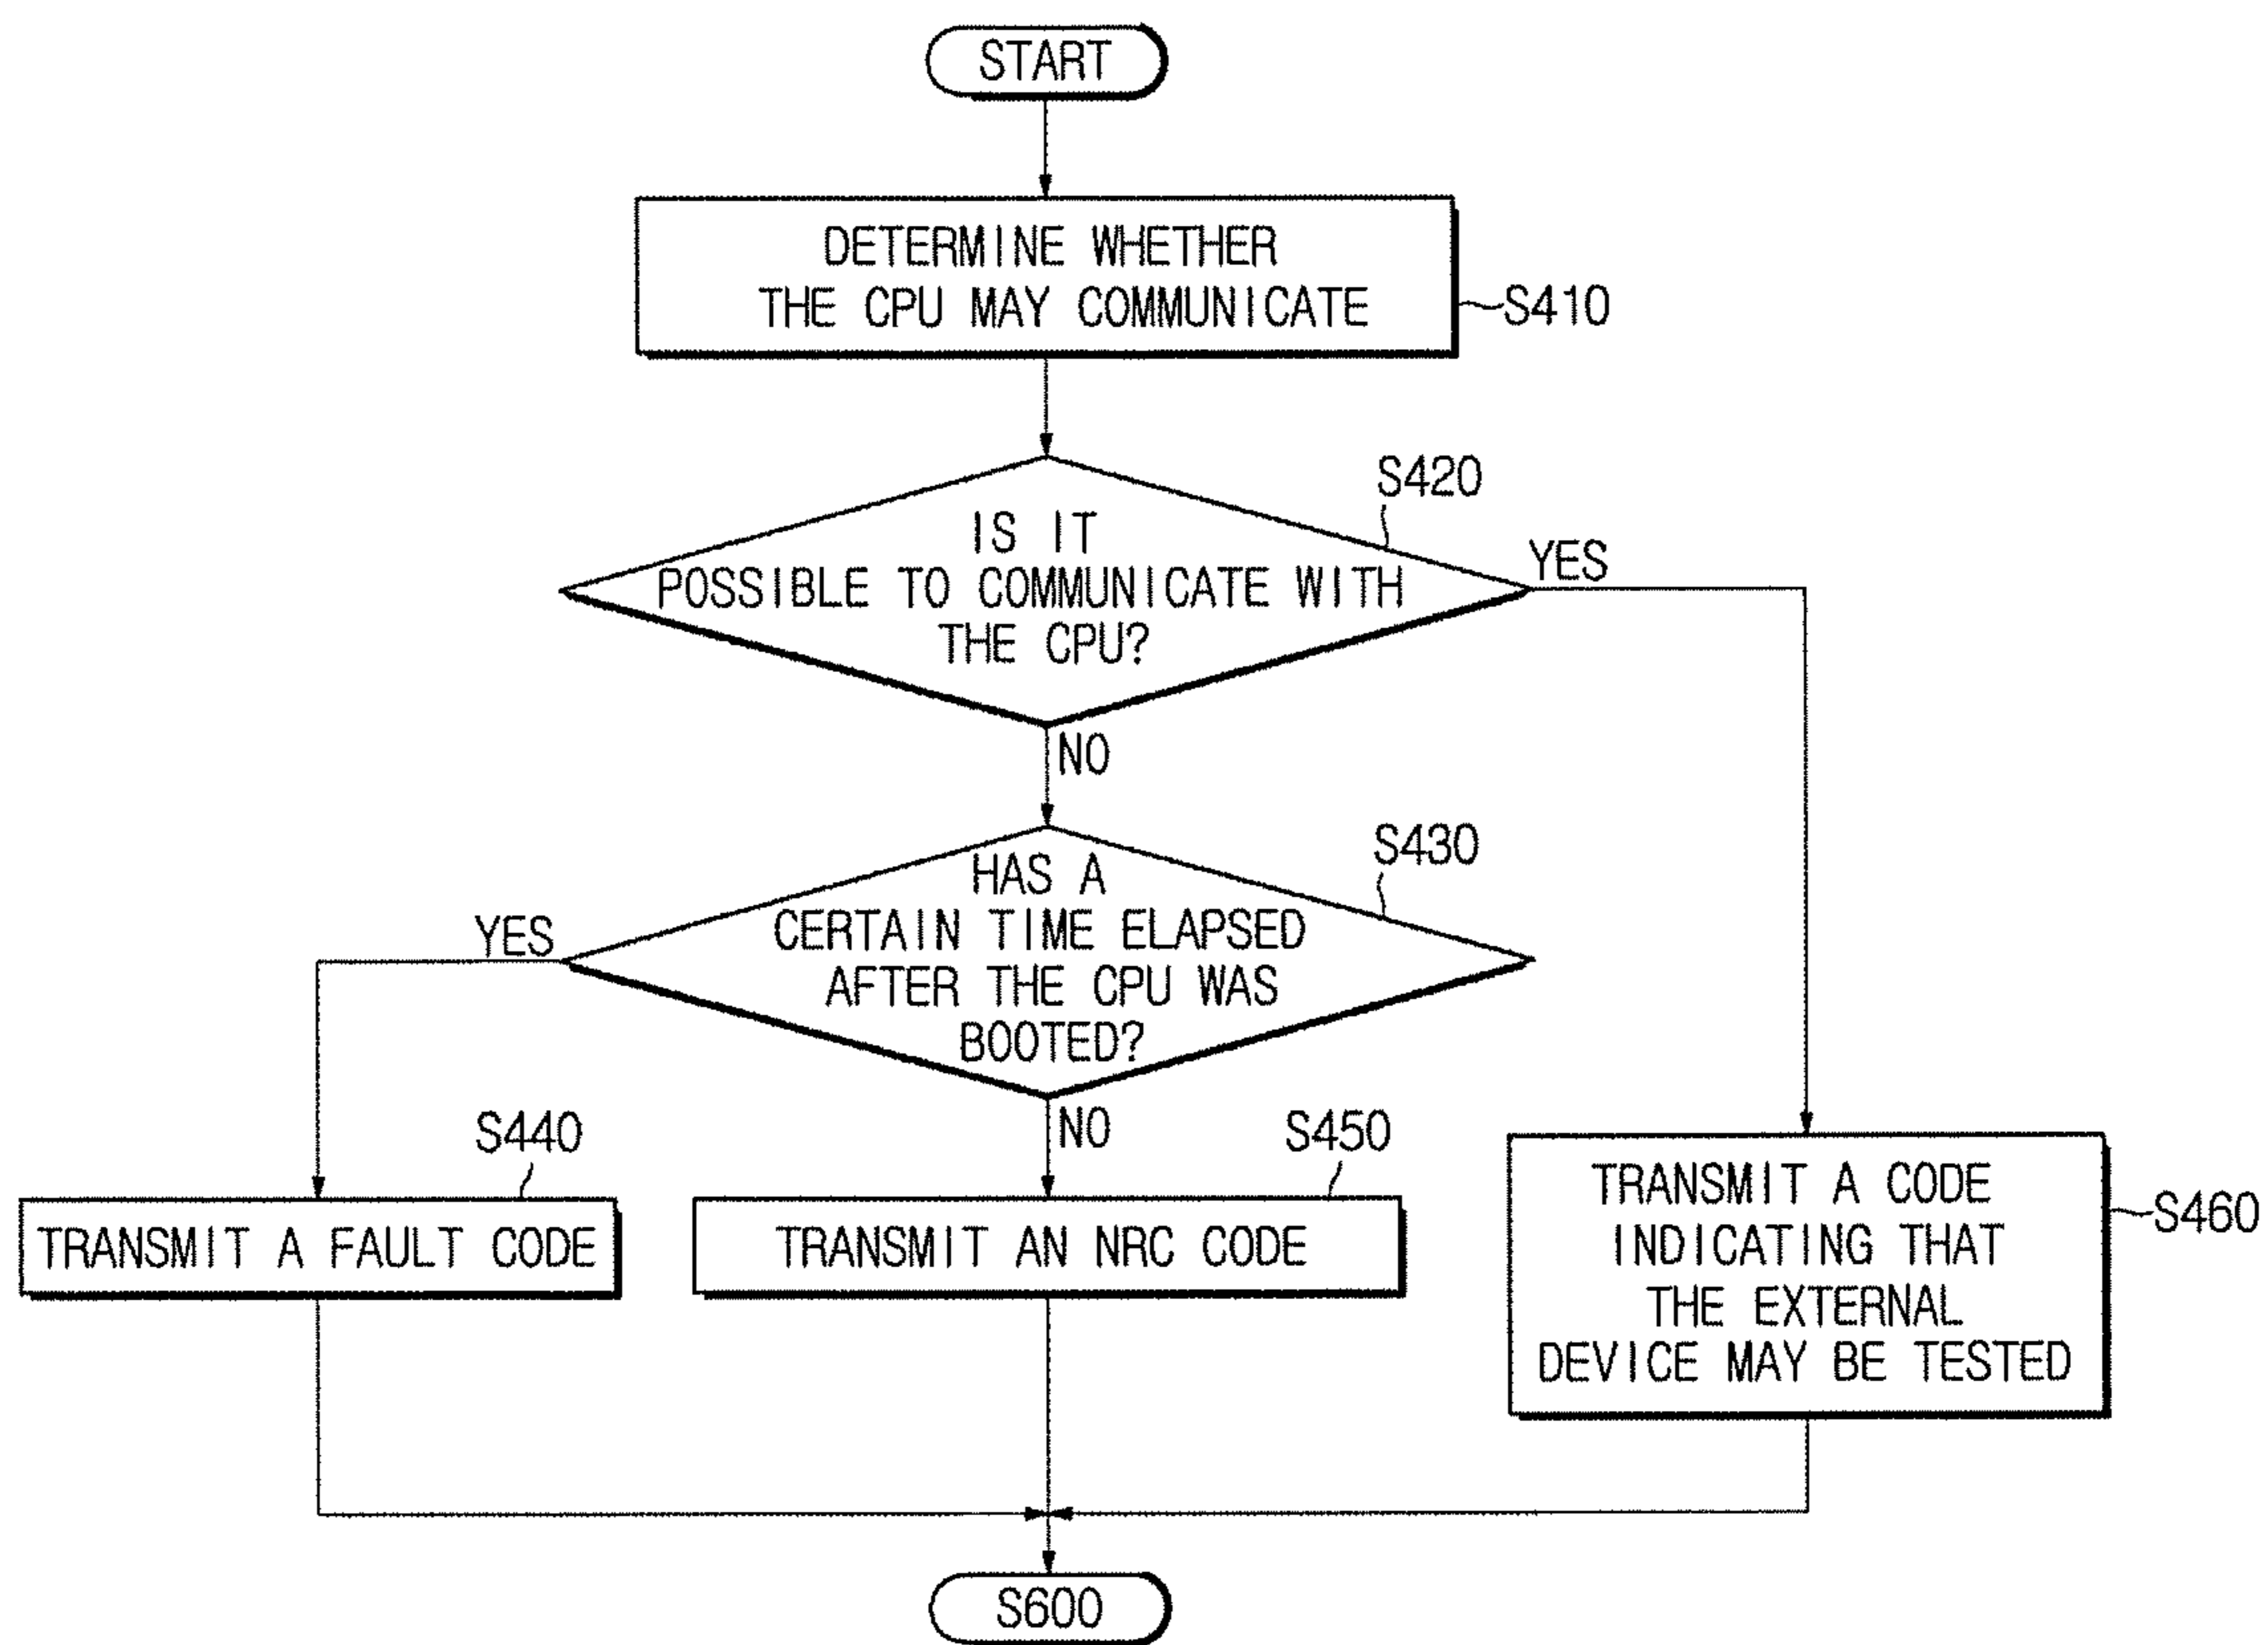 START
DETERMINE WHETHER
THE CPU MAY COMMUNICATE
S410
S420
IS IT
POSSIBLE TO COMMUNICATE WITH
THE CPU?
YES
NO
S430
HAS A
CERTAIN TIME ELAPSED
AFTER THE CPU WAS
BOOTED?
YES
NO
S440
TRANSMIT A FAULT CODE
S450
TRANSMIT AN NRC CODE
TRANSMIT A CODE
INDICATING THAT
THE EXTERNAL
DEVICE MAY BE TESTED
S460
S600